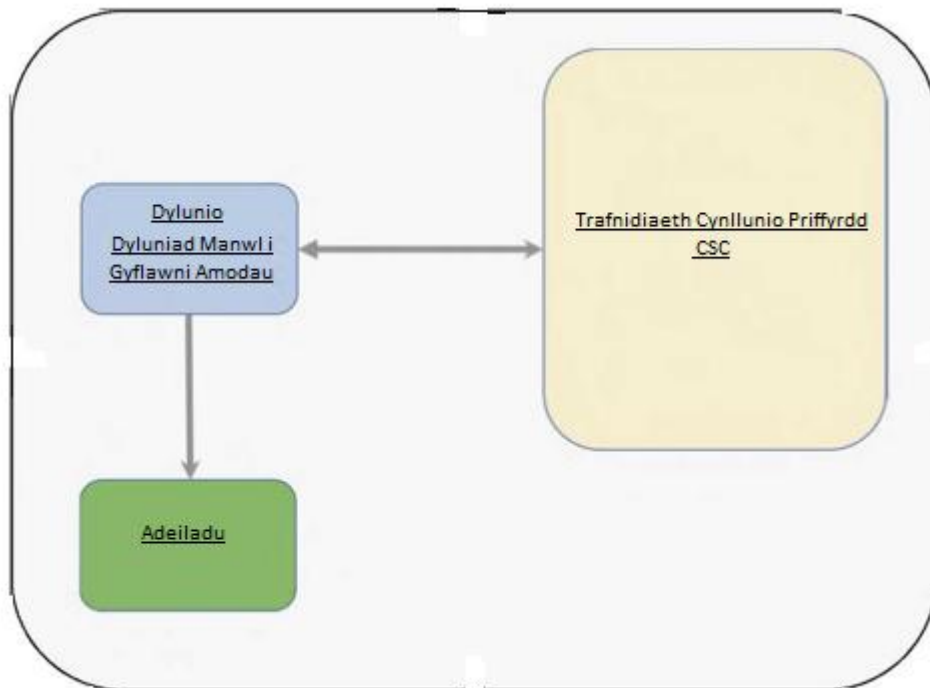 Dylunio
Dyluniad Manwl i
Gyflawni Amodau
Trafnidiaeth Cynllunio Priffyrdd
CSC
Adeiladu